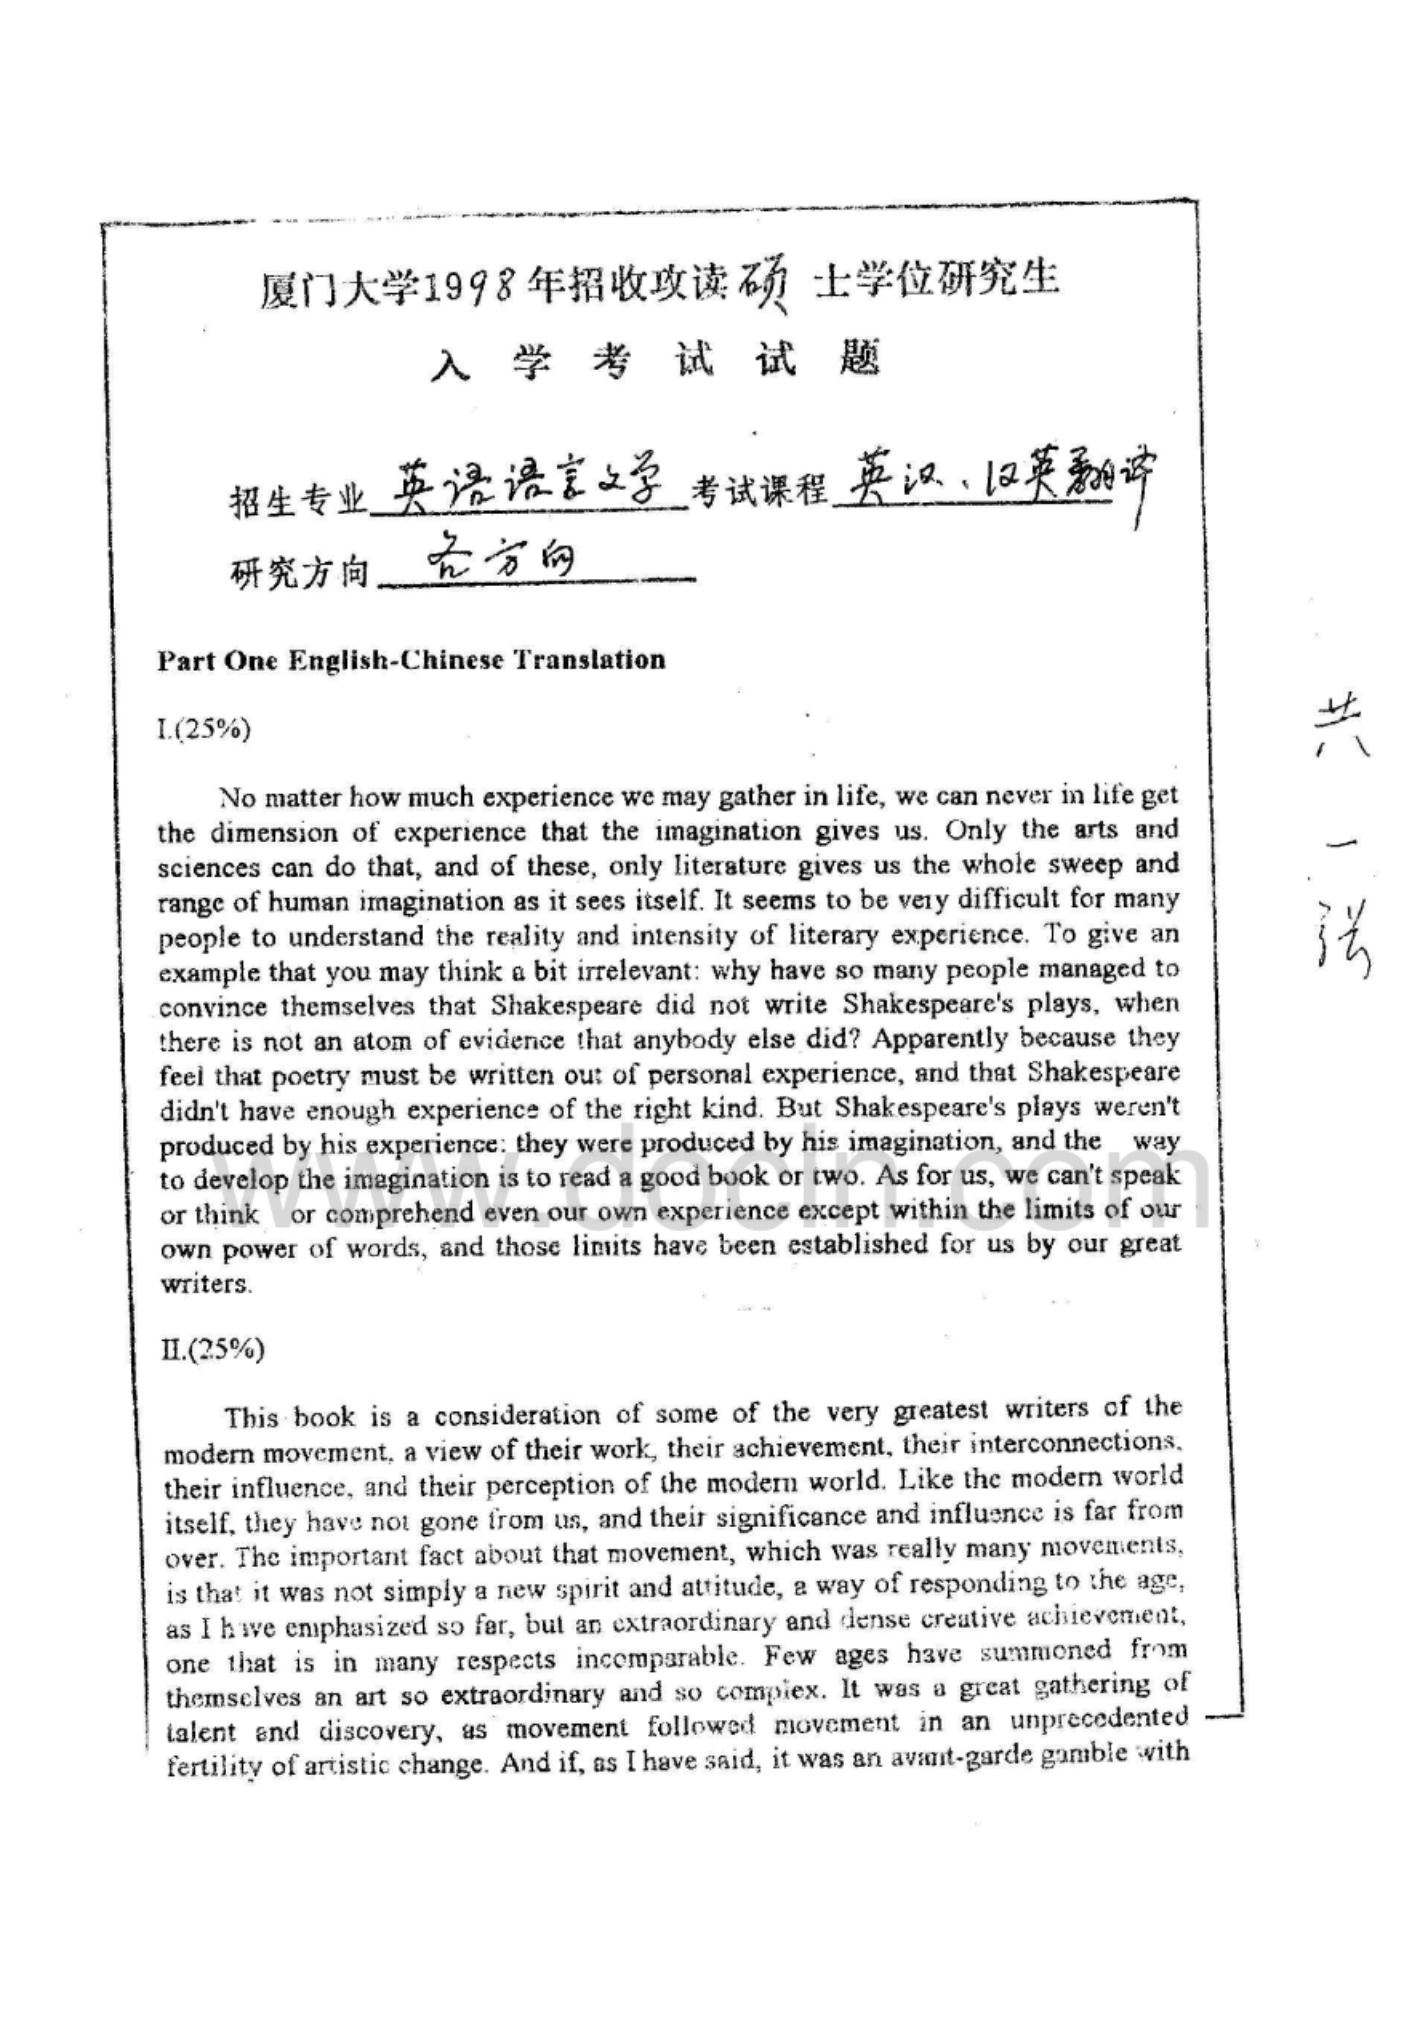 厦门大学1998年招收攻读硕士学位研究生
入学考试试题
招生专业 英语语言文学 考试课程 英汉、汉英翻译
研究方向 各方向
Part One English-Chinese Translation
I.(25%)
No matter how much experience we may gather in life, we can never in life get
the dimension of experience that the imagination gives us. Only the arts and
sciences can do that, and of these, only literature gives us the whole sweep and
range of human imagination as it sees itself. It seems to be very difficult for many
people to understand the reality and intensity of literary experience. To give an
example that you may think a bit irrelevant: why have so many people managed to
convince themselves that Shakespeare did not write Shakespeare's plays, when
there is not an atom of evidence that anybody else did? Apparently because they
feel that poetry must be written out of personal experience, and that Shakespeare
didn't have enough experience of the right kind. But Shakespeare's plays weren't
produced by his experience: they were produced by his imagination, and the way
to develop the imagination is to read a good book or two. As for us, we can't speak
or think or comprehend even our own experience except within the limits of our
own power of words, and those limits have been established for us by our great
writers.
II.(25%)
This book is a consideration of some of the very greatest writers of the
modern movement, a view of their work, their achievement, their interconnections,
their influence, and their perception of the modern world. Like the modern world
itself, they have not gone from us, and their significance and influence is far from
over. The important fact about that movement, which was really many movements,
is that it was not simply a new spirit and attitude, a way of responding to the age,
as I have emphasized so far, but an extraordinary and dense creative achievement,
one that is in many respects incomparable. Few ages have summoned from
themselves an art so extraordinary and so complex. It was a great gathering of
talent and discovery, as movement followed movement in an unprecedented
fertility of artistic change. And if, as I have said, it was an avant-garde gamble with
共一张
www.docin.com